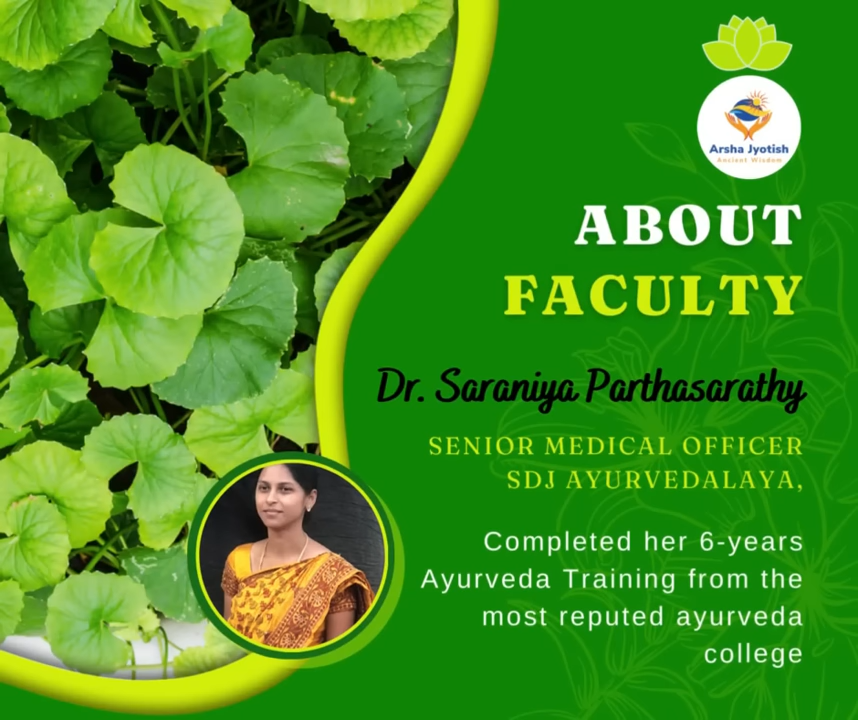 Arsha Jyotish
Ancient Wisdom
ABOUT
FACULTY
Dr. Saraniya Parthasarathy
SENIOR MEDICAL OFFICER
SDJ AYURVEDALAYA,
Completed her 6-years
Ayurveda Training from the
most reputed ayurveda
college